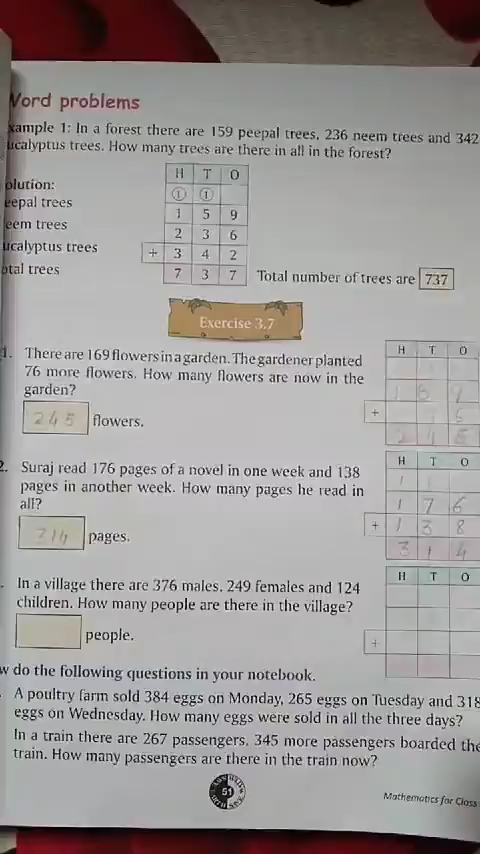 Word problems
xample 1: In a forest there are 159 peepal trees, 236 neem trees and 342
ucalyptus trees. How many trees are there in all in the forest?
H T O
olution:
① ①
eepal trees
1 5 9
eem trees
2 3 6
ucalyptus trees
+ 3 4 2
otal trees
7 3 7
Total number of trees are 737
Exercise 3.7
1. There are 169 flowers in a garden. The gardener planted
76 more flowers. How many flowers are now in the
garden?
245 flowers.
H T O
1 6 9
+ 6
2 4 5
2. Suraj read 176 pages of a novel in one week and 138
pages in another week. How many pages he read in
all?
314 pages.
H T O
1
1 7 6
+ 1 3 8
3 1 4
. In a village there are 376 males, 249 females and 124
children. How many people are there in the village?
people.
H T O
+
w do the following questions in your notebook.
. A poultry farm sold 384 eggs on Monday, 265 eggs on Tuesday and 318
eggs on Wednesday. How many eggs were sold in all the three days?
In a train there are 267 passengers, 345 more passengers boarded the
train. How many passengers are there in the train now?
51
Mathematics for Class